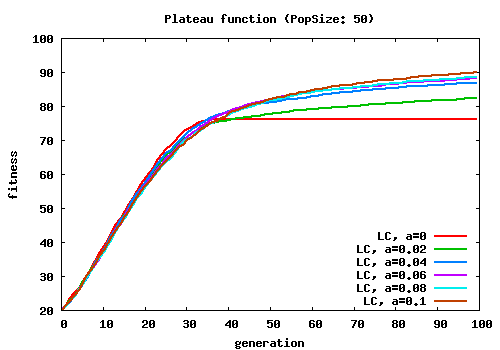 Plateau function (PopSize: 50)
100
90
80
70
60
50
40
30
20
fitness
LC, a=0
LC, a=0.02
LC, a=0.04
LC, a=0.06
LC, a=0.08
LC, a=0.1
0 10 20 30 40 50 60 70 80 90 100
generation